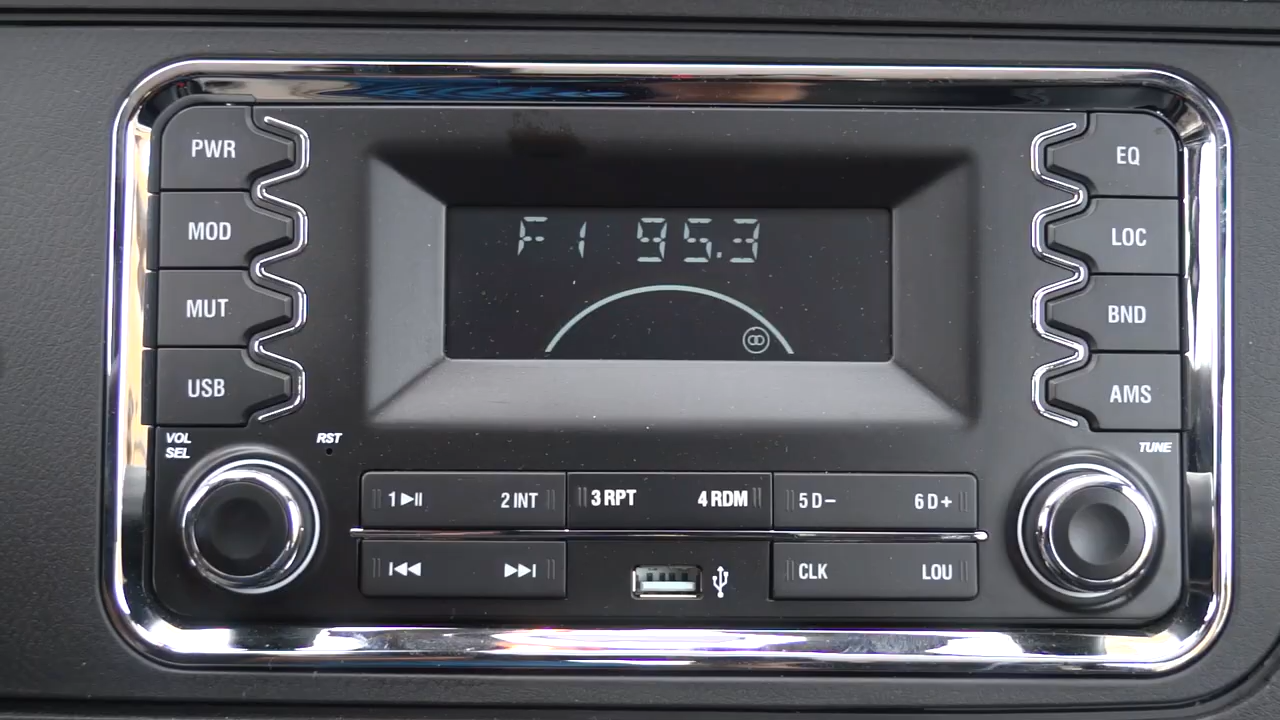 PWR
MOD
MUT
USB
VOL
SEL
RST
F1 95.3
EQ
LOC
BND
AMS
TUNE
1 2 INT 3 RPT 4 RDM 5 D− 6 D+
CLK LOU